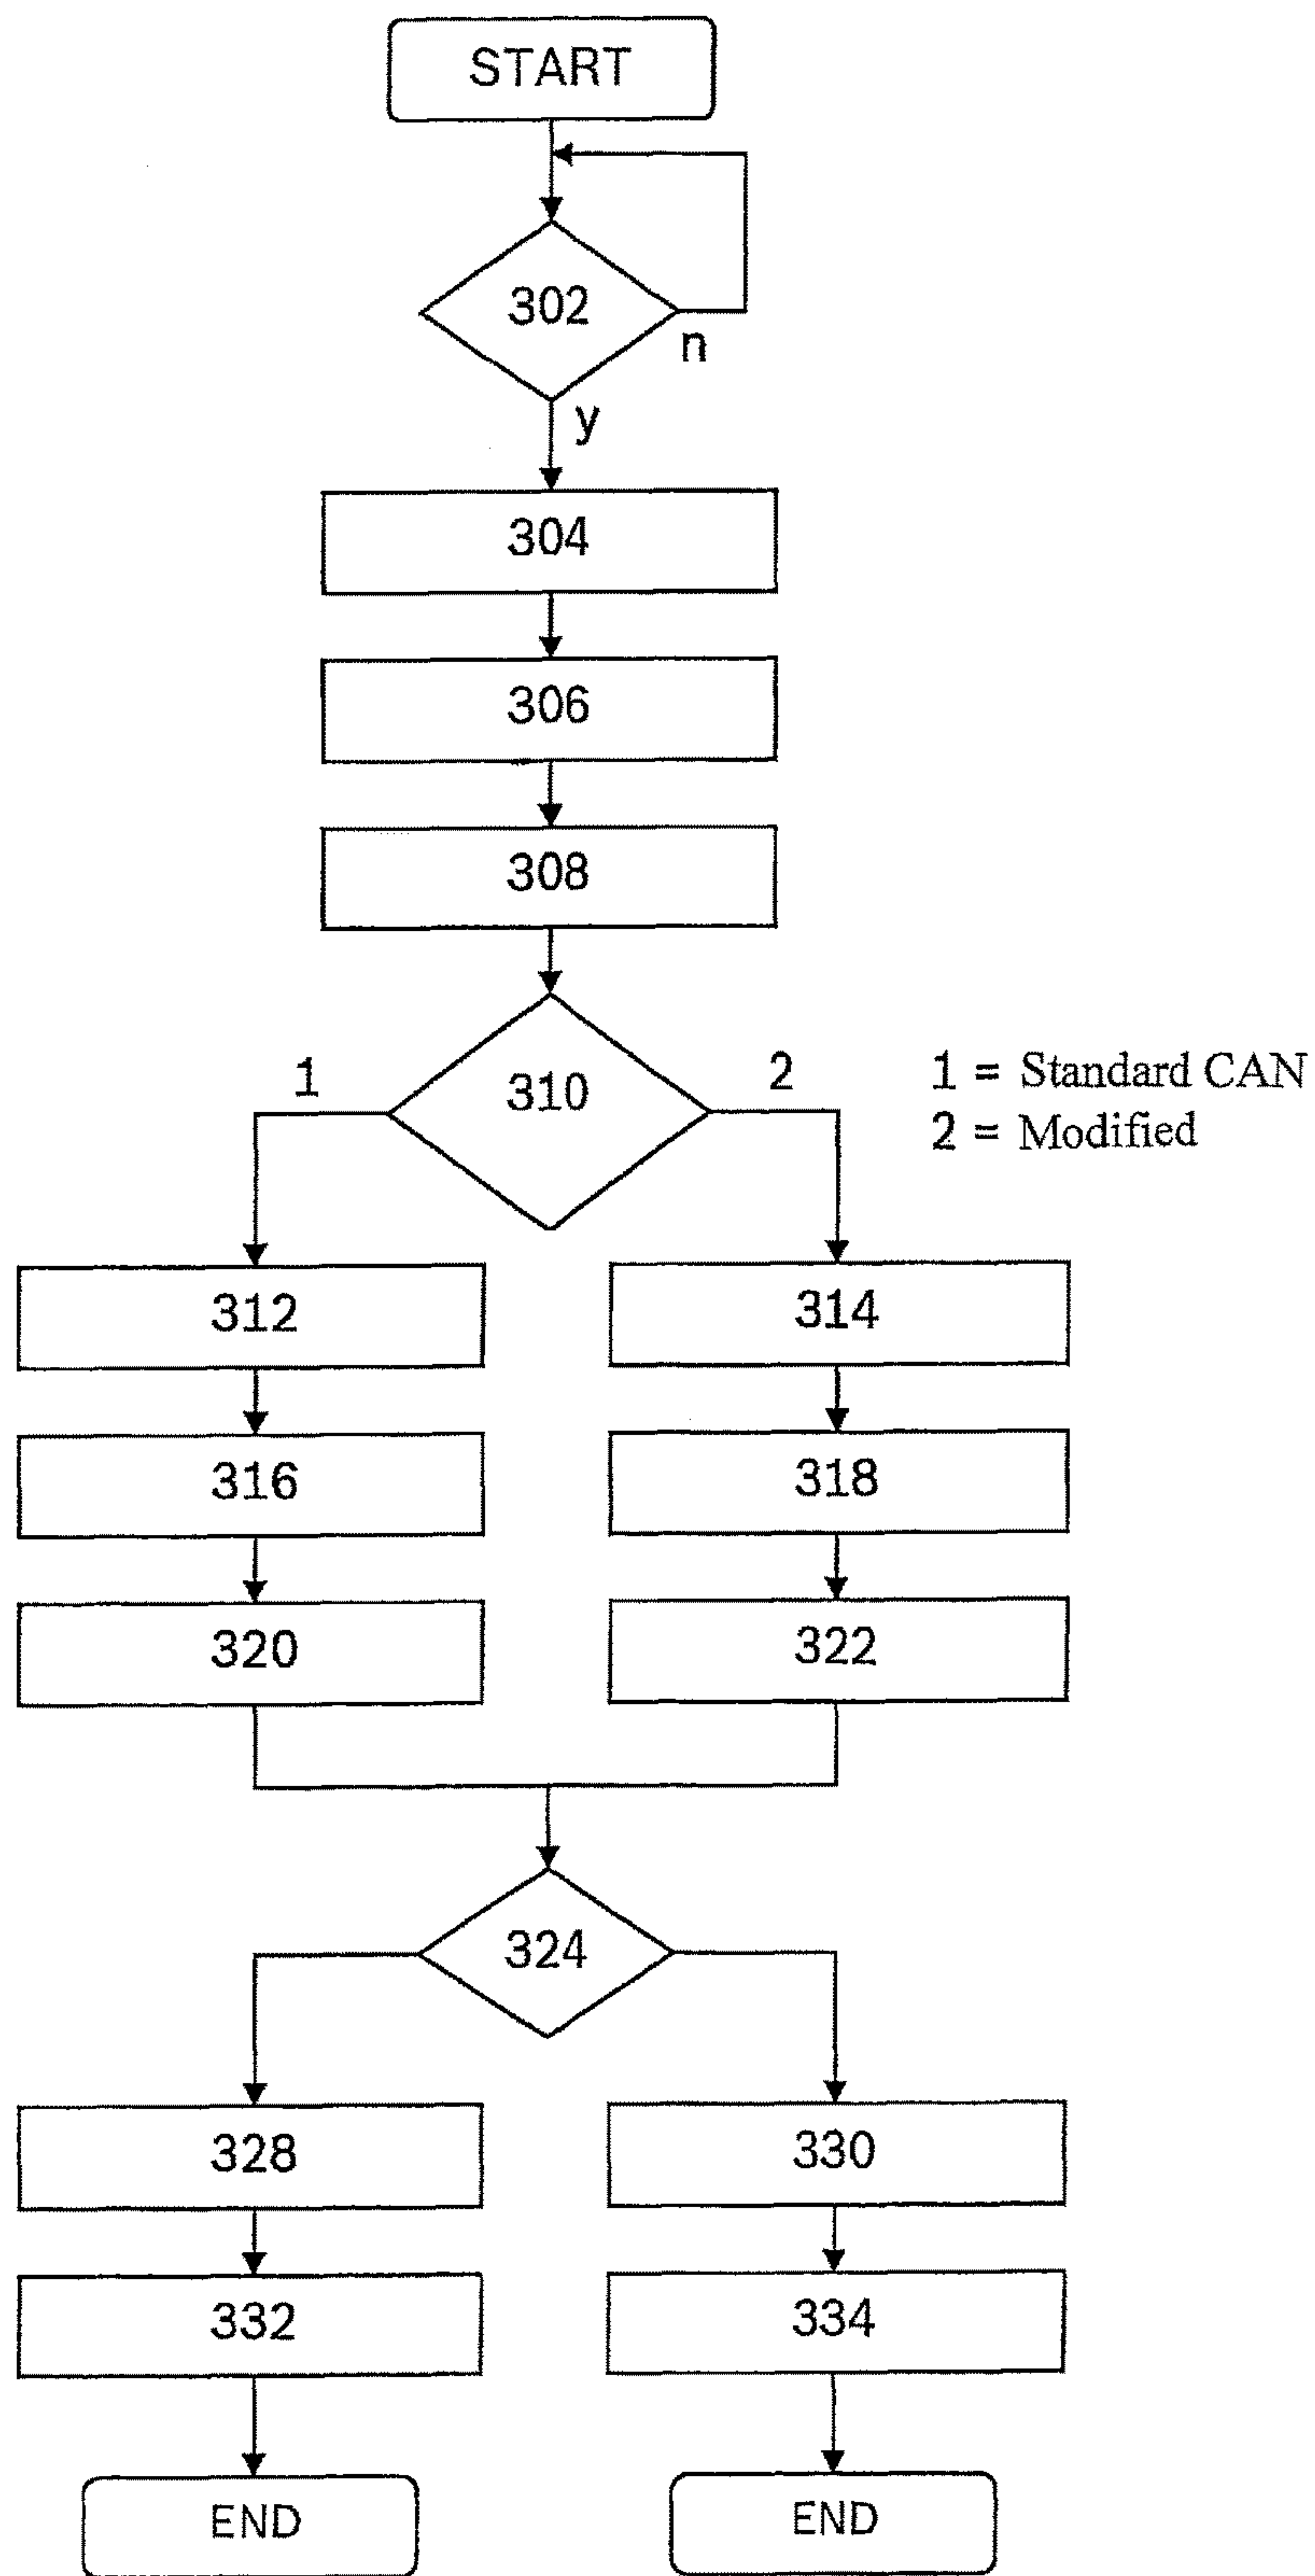 START
302
n
y
304
306
308
1
310
2
1 = Standard CAN
2 = Modified
312
314
316
318
320
322
324
328
330
332
334
END
END